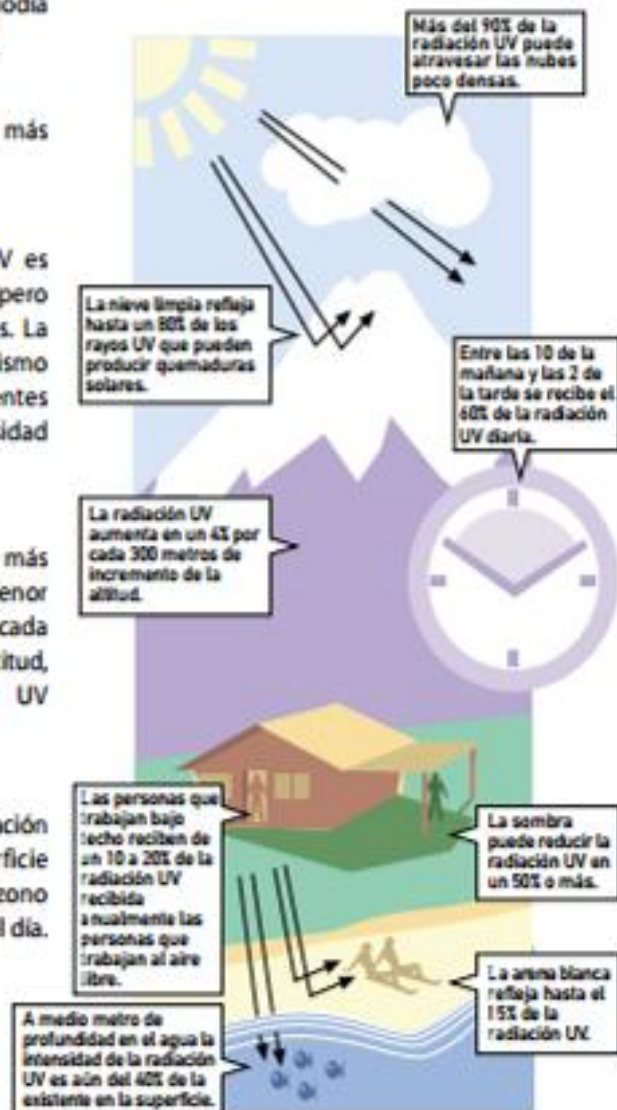 más
V es
pero
s. La
ismo
entes
sidad
más
enor
cada
titud,
UV
ación
rficie
zono
l día.
Más del 90% de la
radiación UV puede
atravesar las nubes
poco densas.
La nieve limpia refleja
hasta un 80% de los
rayos UV que pueden
producir quemaduras
solares.
Entre las 10 de la
mañana y las 2 de
la tarde se recibe el
60% de la radiación
UV diaria.
La radiación UV
aumenta en un 4% por
cada 300 metros de
incremento de la
altitud.
Las personas que
trabajan bajo
techo reciben de
un 10 a 20% de la
radiación UV
recibida
anualmente las
personas que
trabajan al aire
libre.
La sombra
puede reducir la
radiación UV en
un 50% o más.
La arena blanca
refleja hasta el
15% de la
radiación UV.
A medio metro de
profundidad en el agua la
intensidad de la radiación
UV es aún del 40% de la
existente en la superficie.